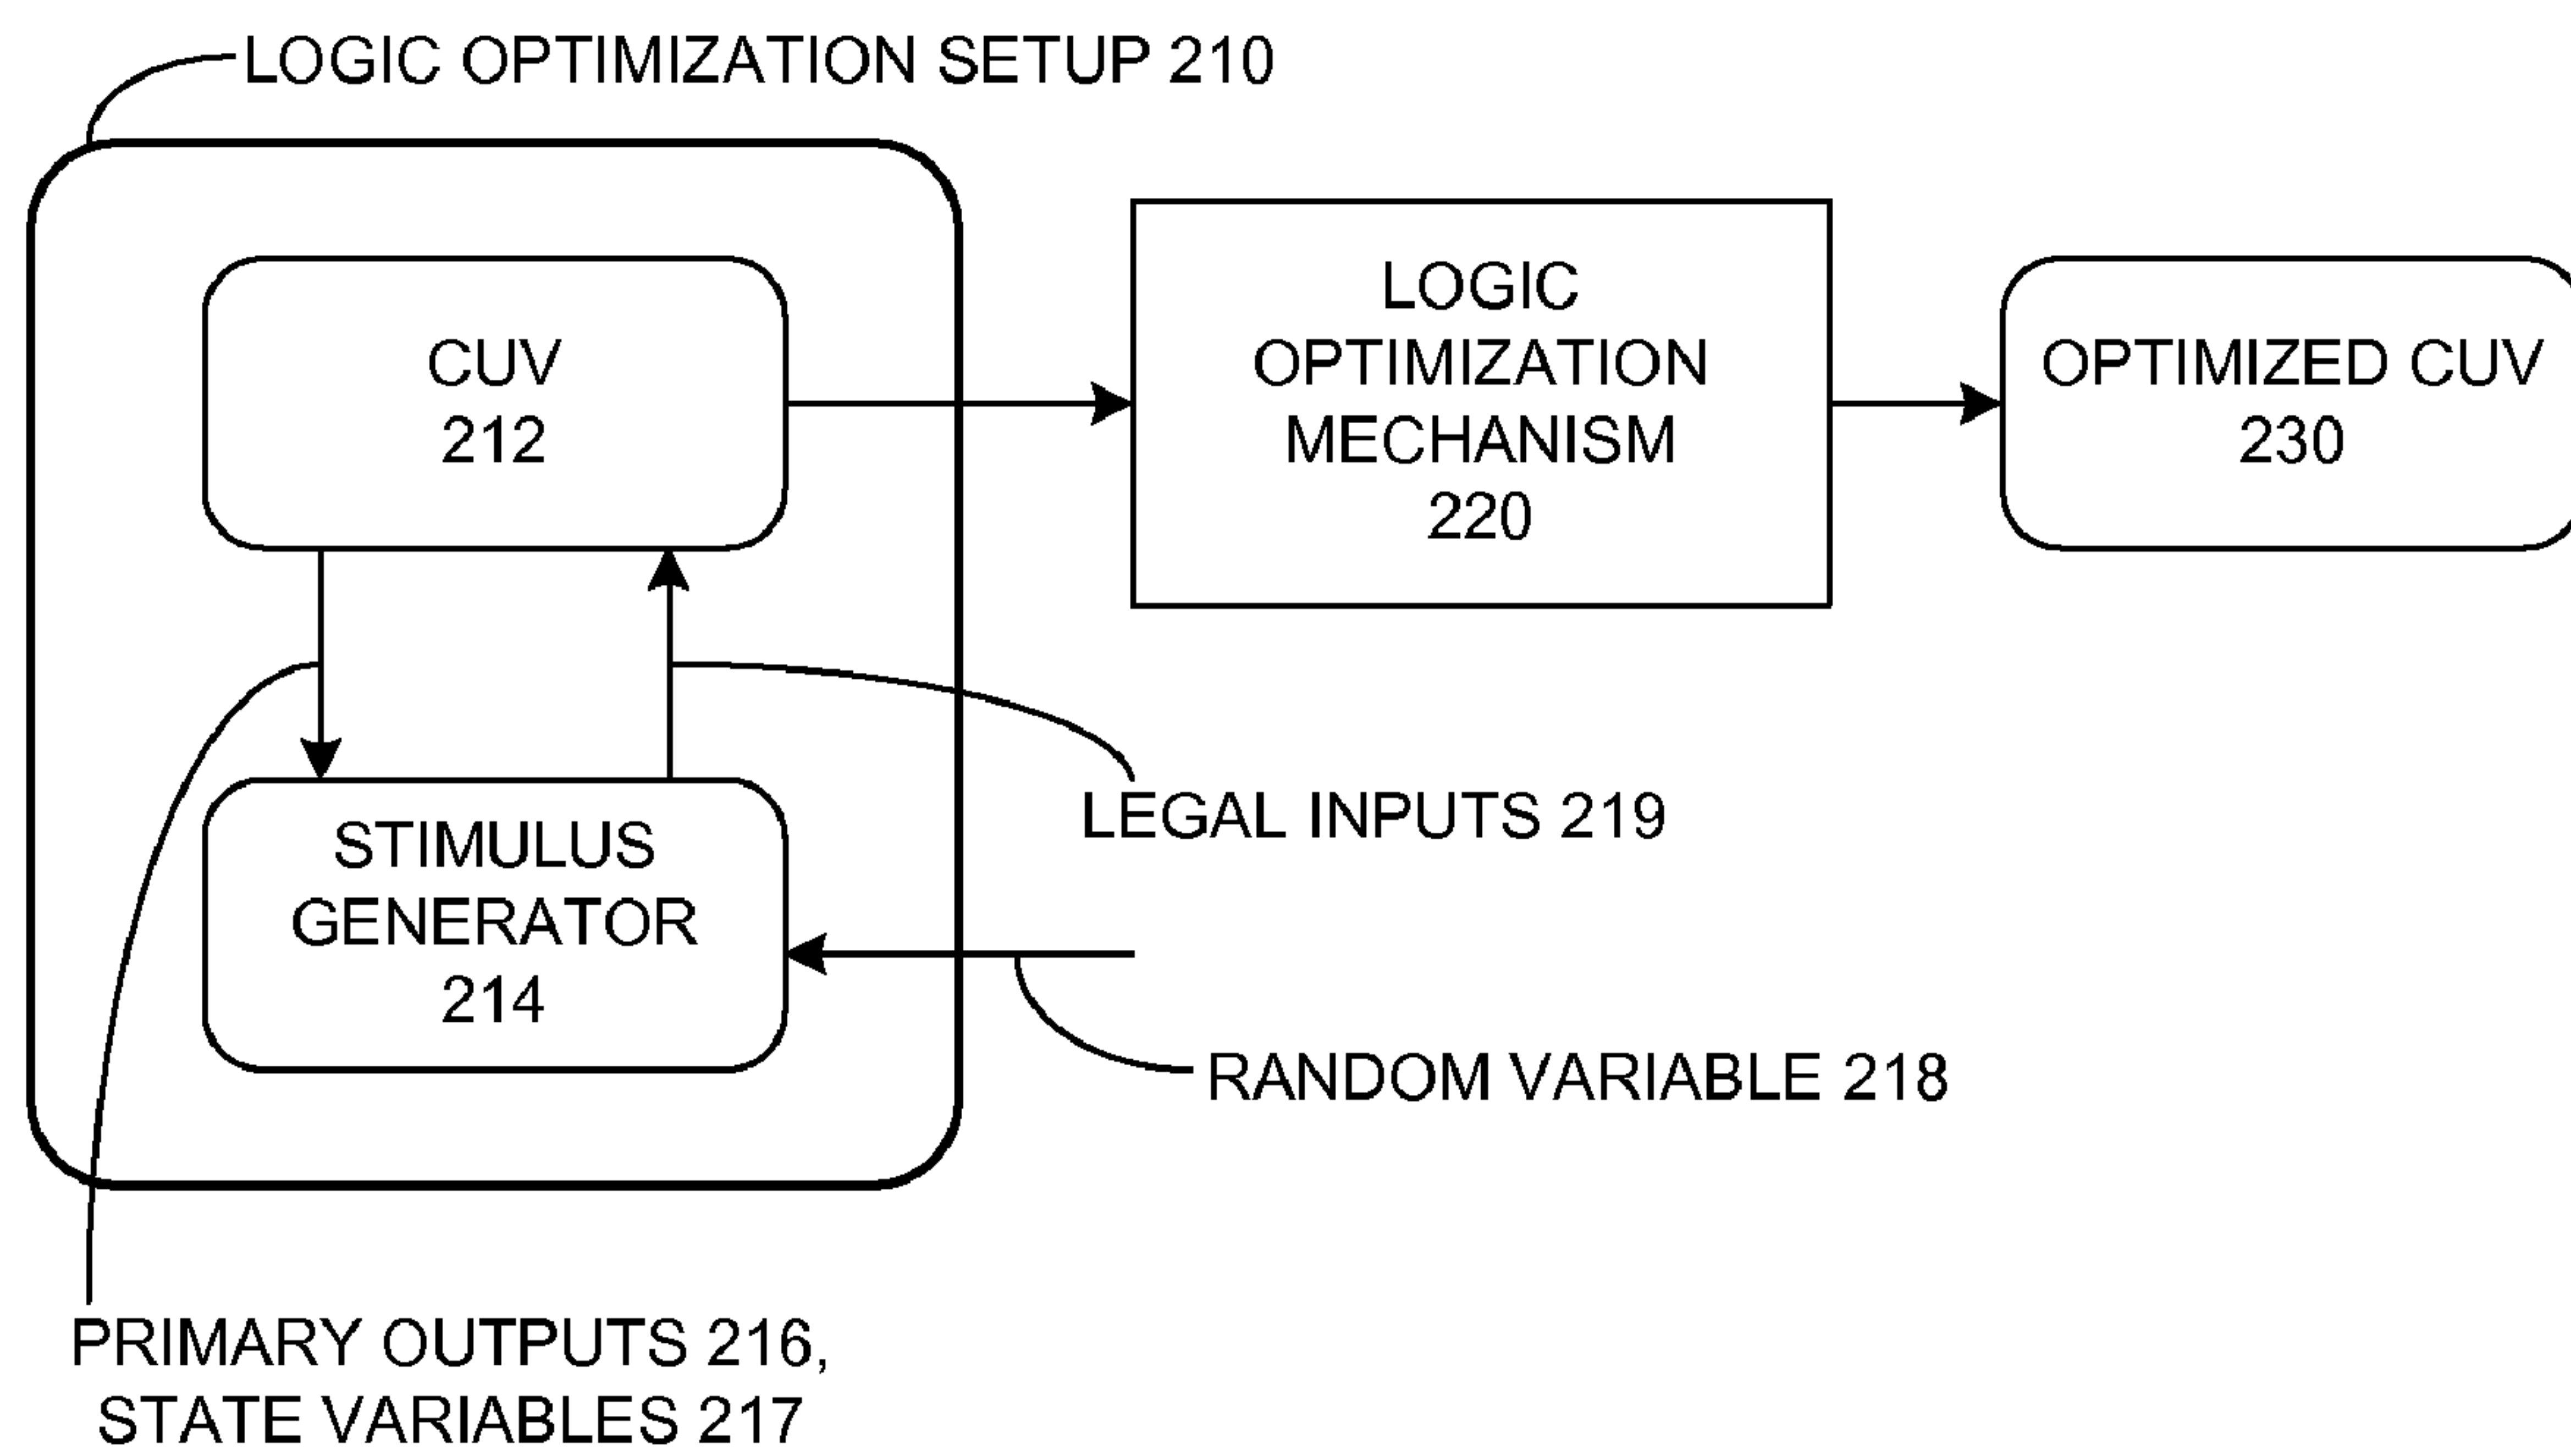 LOGIC OPTIMIZATION SETUP 210
CUV
212
LOGIC
OPTIMIZATION
MECHANISM
220
OPTIMIZED CUV
230
STIMULUS
GENERATOR
214
LEGAL INPUTS 219
RANDOM VARIABLE 218
PRIMARY OUTPUTS 216,
STATE VARIABLES 217